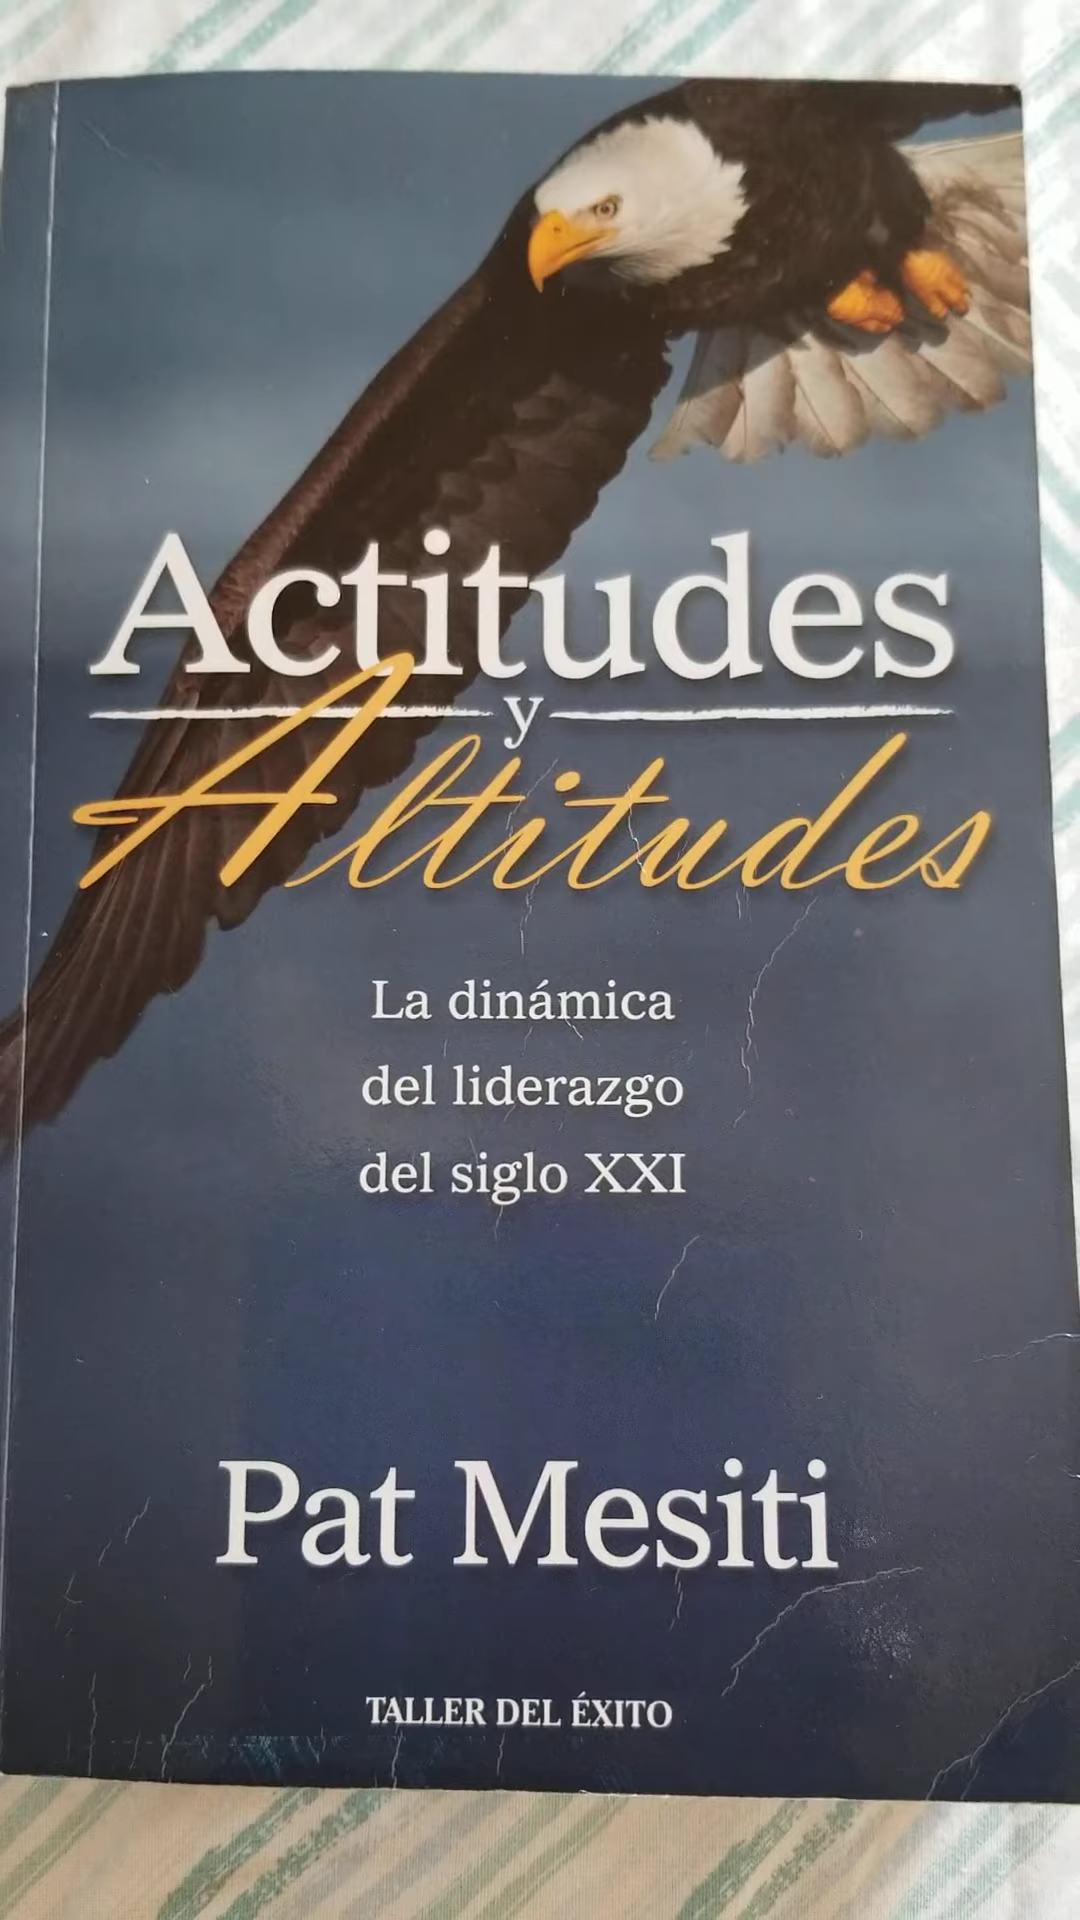 Actitudes
y
Altitudes
La dinámica
del liderazgo
del siglo XXI
Pat Mesiti
TALLER DEL ÉXITO